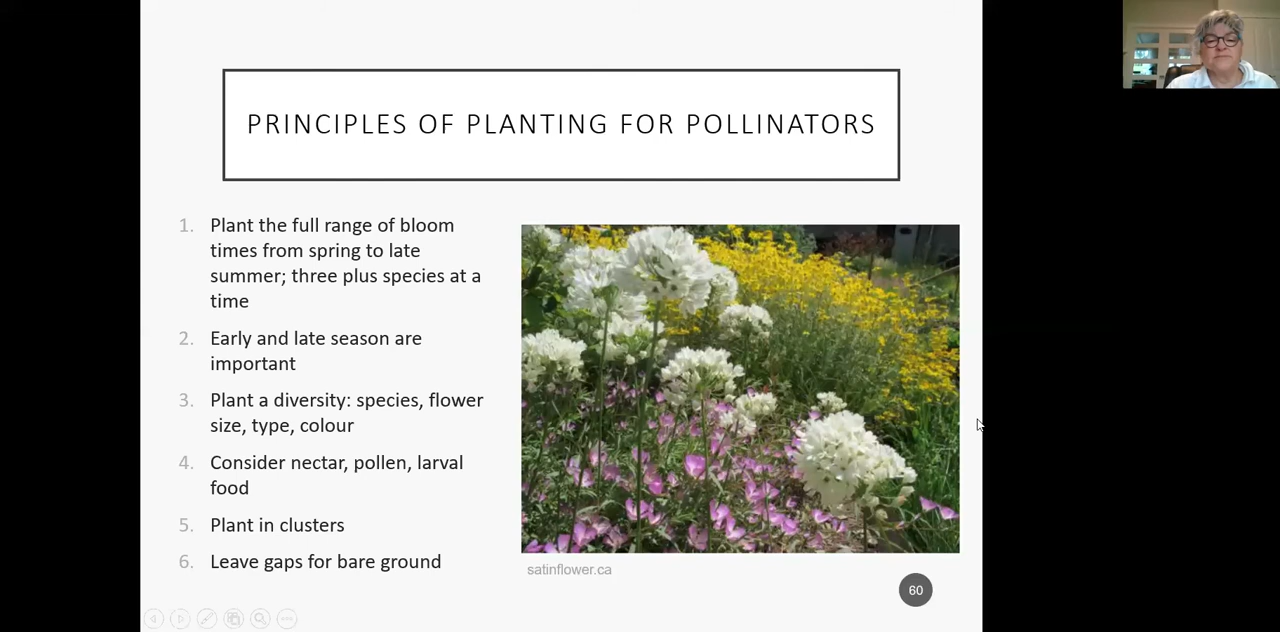 PRINCIPLES OF PLANTING FOR POLLINATORS
1. Plant the full range of bloom
times from spring to late
summer; three plus species at a
time
2. Early and late season are
important
3. Plant a diversity: species, flower
size, type, colour
4. Consider nectar, pollen, larval
food
5. Plant in clusters
6. Leave gaps for bare ground
satinflower.ca
60